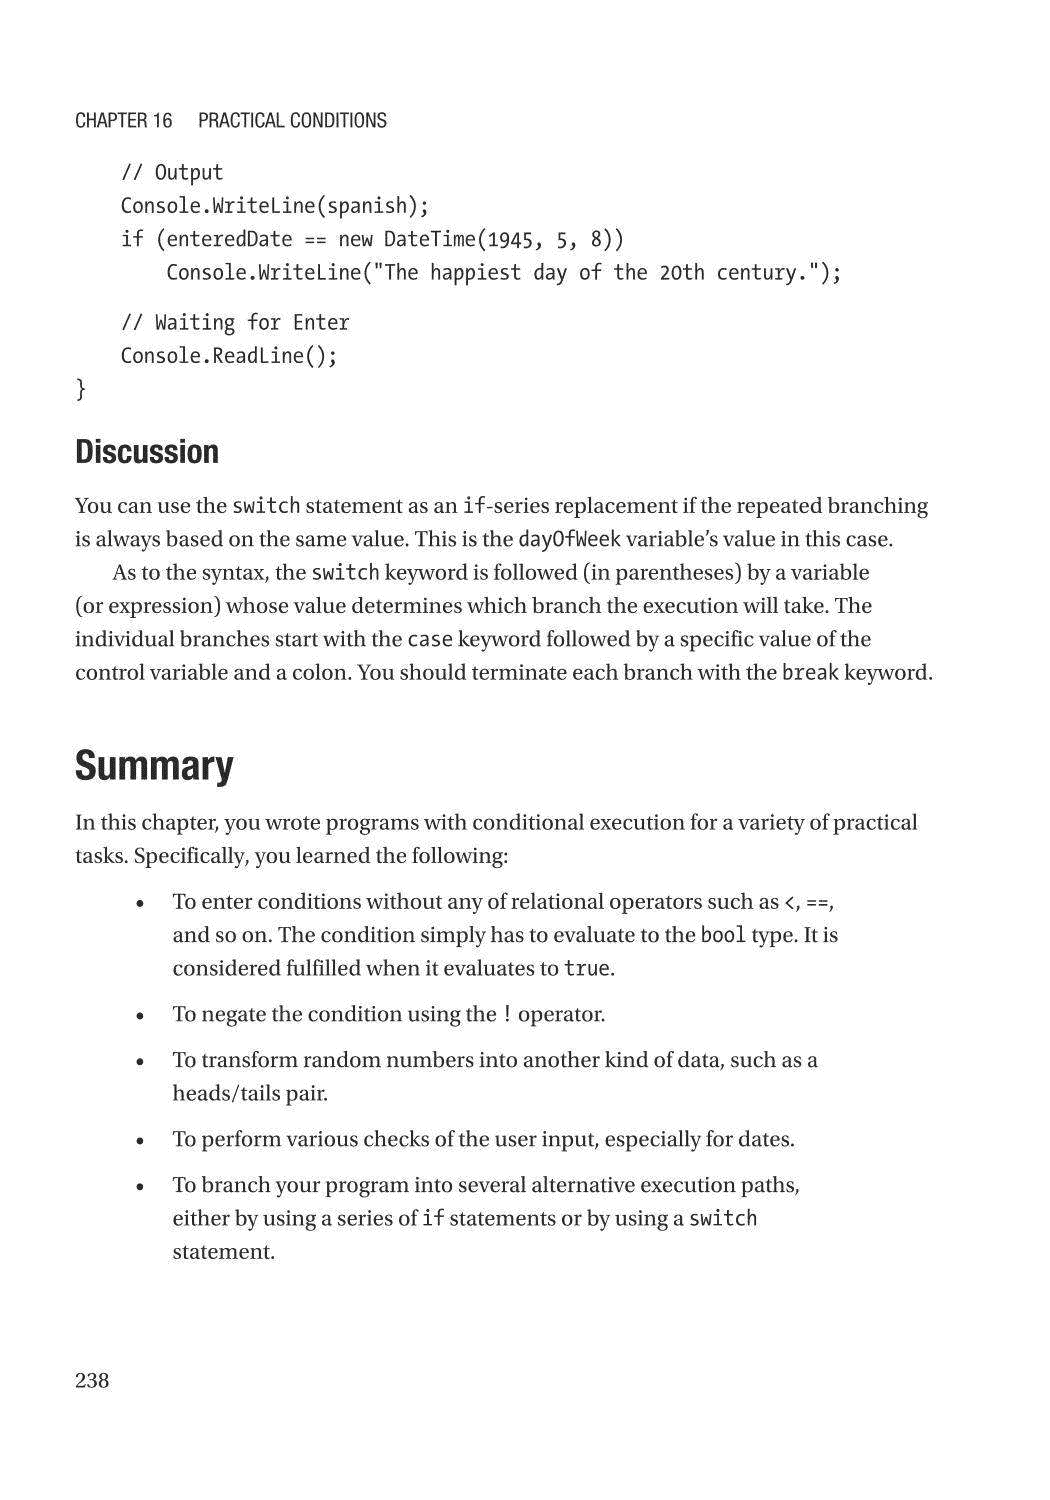 CHAPTER 16 PRACTICAL CONDITIONS
// Output
Console.WriteLine(spanish);
if (enteredDate == new DateTime(1945, 5, 8))
Console.WriteLine("The happiest day of the 20th century.");
// Waiting for Enter
Console.ReadLine();
}
Discussion
You can use the switch statement as an if-series replacement if the repeated branching
is always based on the same value. This is the dayOfWeek variable’s value in this case.
As to the syntax, the switch keyword is followed (in parentheses) by a variable
(or expression) whose value determines which branch the execution will take. The
individual branches start with the case keyword followed by a specific value of the
control variable and a colon. You should terminate each branch with the break keyword.
Summary
In this chapter, you wrote programs with conditional execution for a variety of practical
tasks. Specifically, you learned the following:
• To enter conditions without any of relational operators such as <, ==,
and so on. The condition simply has to evaluate to the bool type. It is
considered fulfilled when it evaluates to true.
• To negate the condition using the ! operator.
• To transform random numbers into another kind of data, such as a
heads/tails pair.
• To perform various checks of the user input, especially for dates.
• To branch your program into several alternative execution paths,
either by using a series of if statements or by using a switch
statement.
238